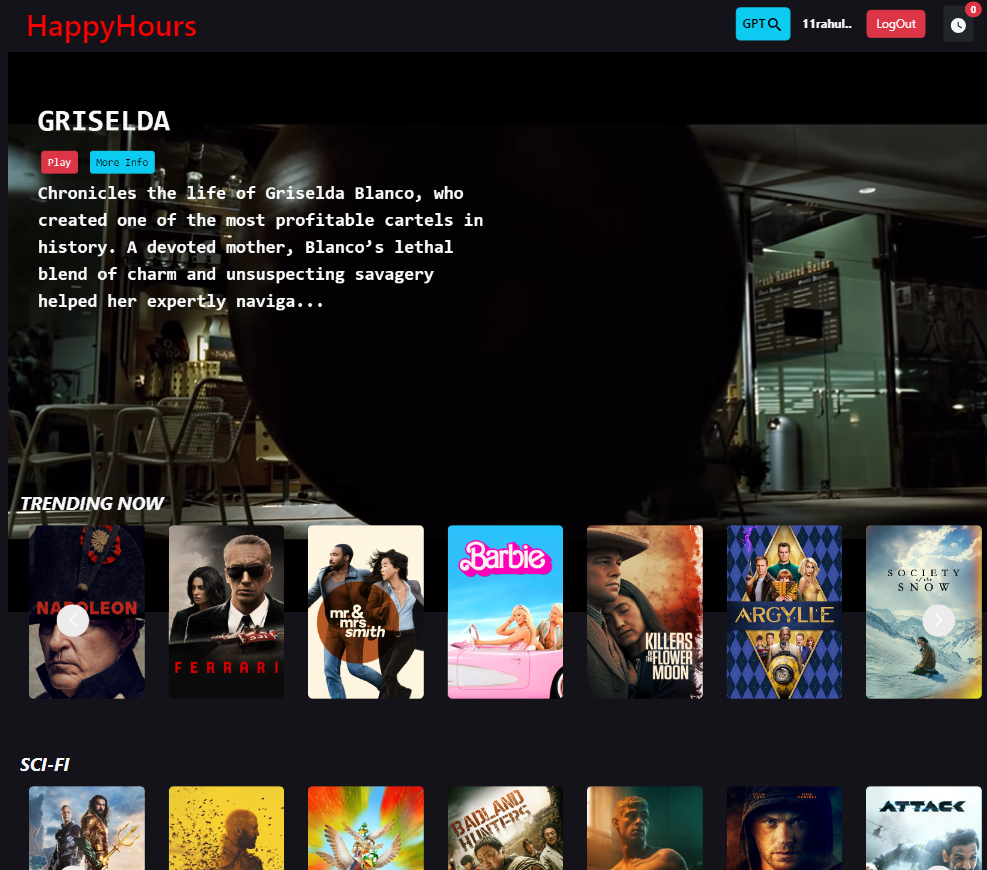 HappyHours
GPT
11rahul..
LogOut
0
GRISELDA
Play
More Info
Chronicles the life of Griselda Blanco, who
created one of the most profitable cartels in
history. A devoted mother, Blanco’s lethal
blend of charm and unsuspecting savagery
helped her expertly naviga...
Fresh Roasted Beans
TRENDING NOW
NAPOLEON
FERRARI
mr. &
mrs.
smith
Barbie
KILLERS
OF THE FLOWER
MOON
ARGYLLE
SOCIETY
of the
SNOW
SCI-FI
BADLAND
HUNTERS
ATTACK